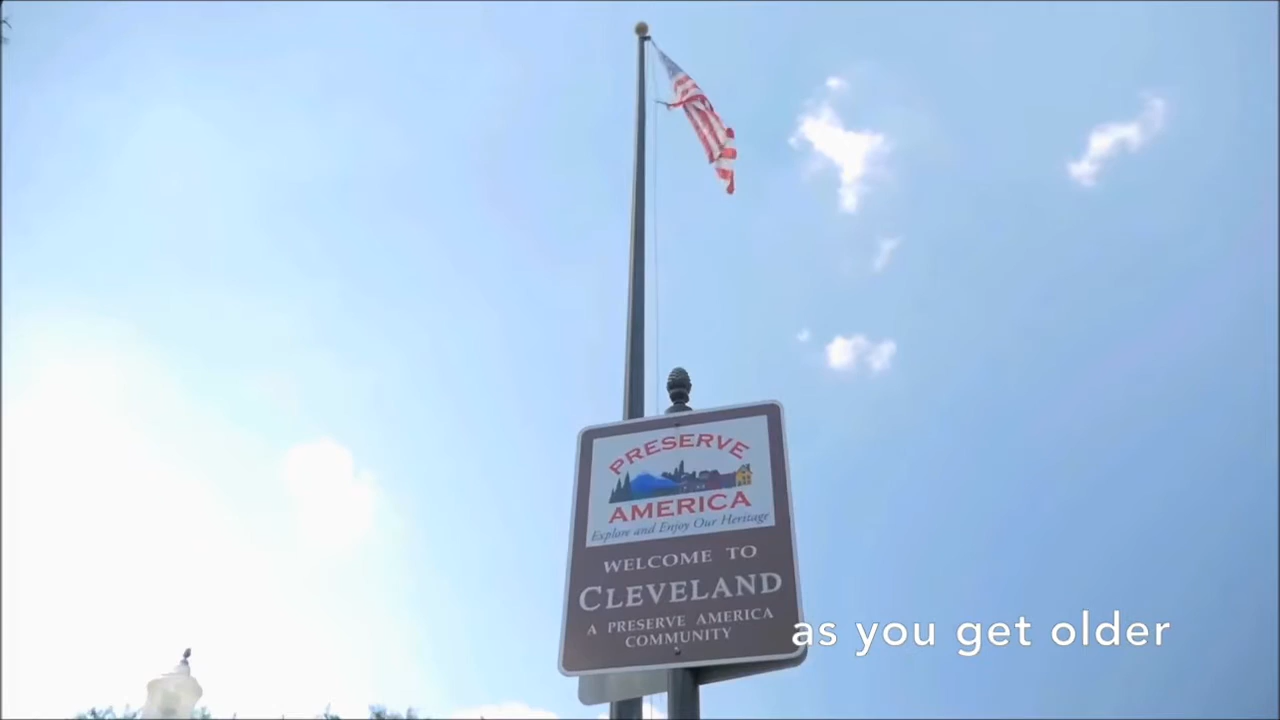 PRESERVE
AMERICA
Explore and Enjoy Our Heritage
WELCOME TO
CLEVELAND
A PRESERVE AMERICA
COMMUNITY
as you get older